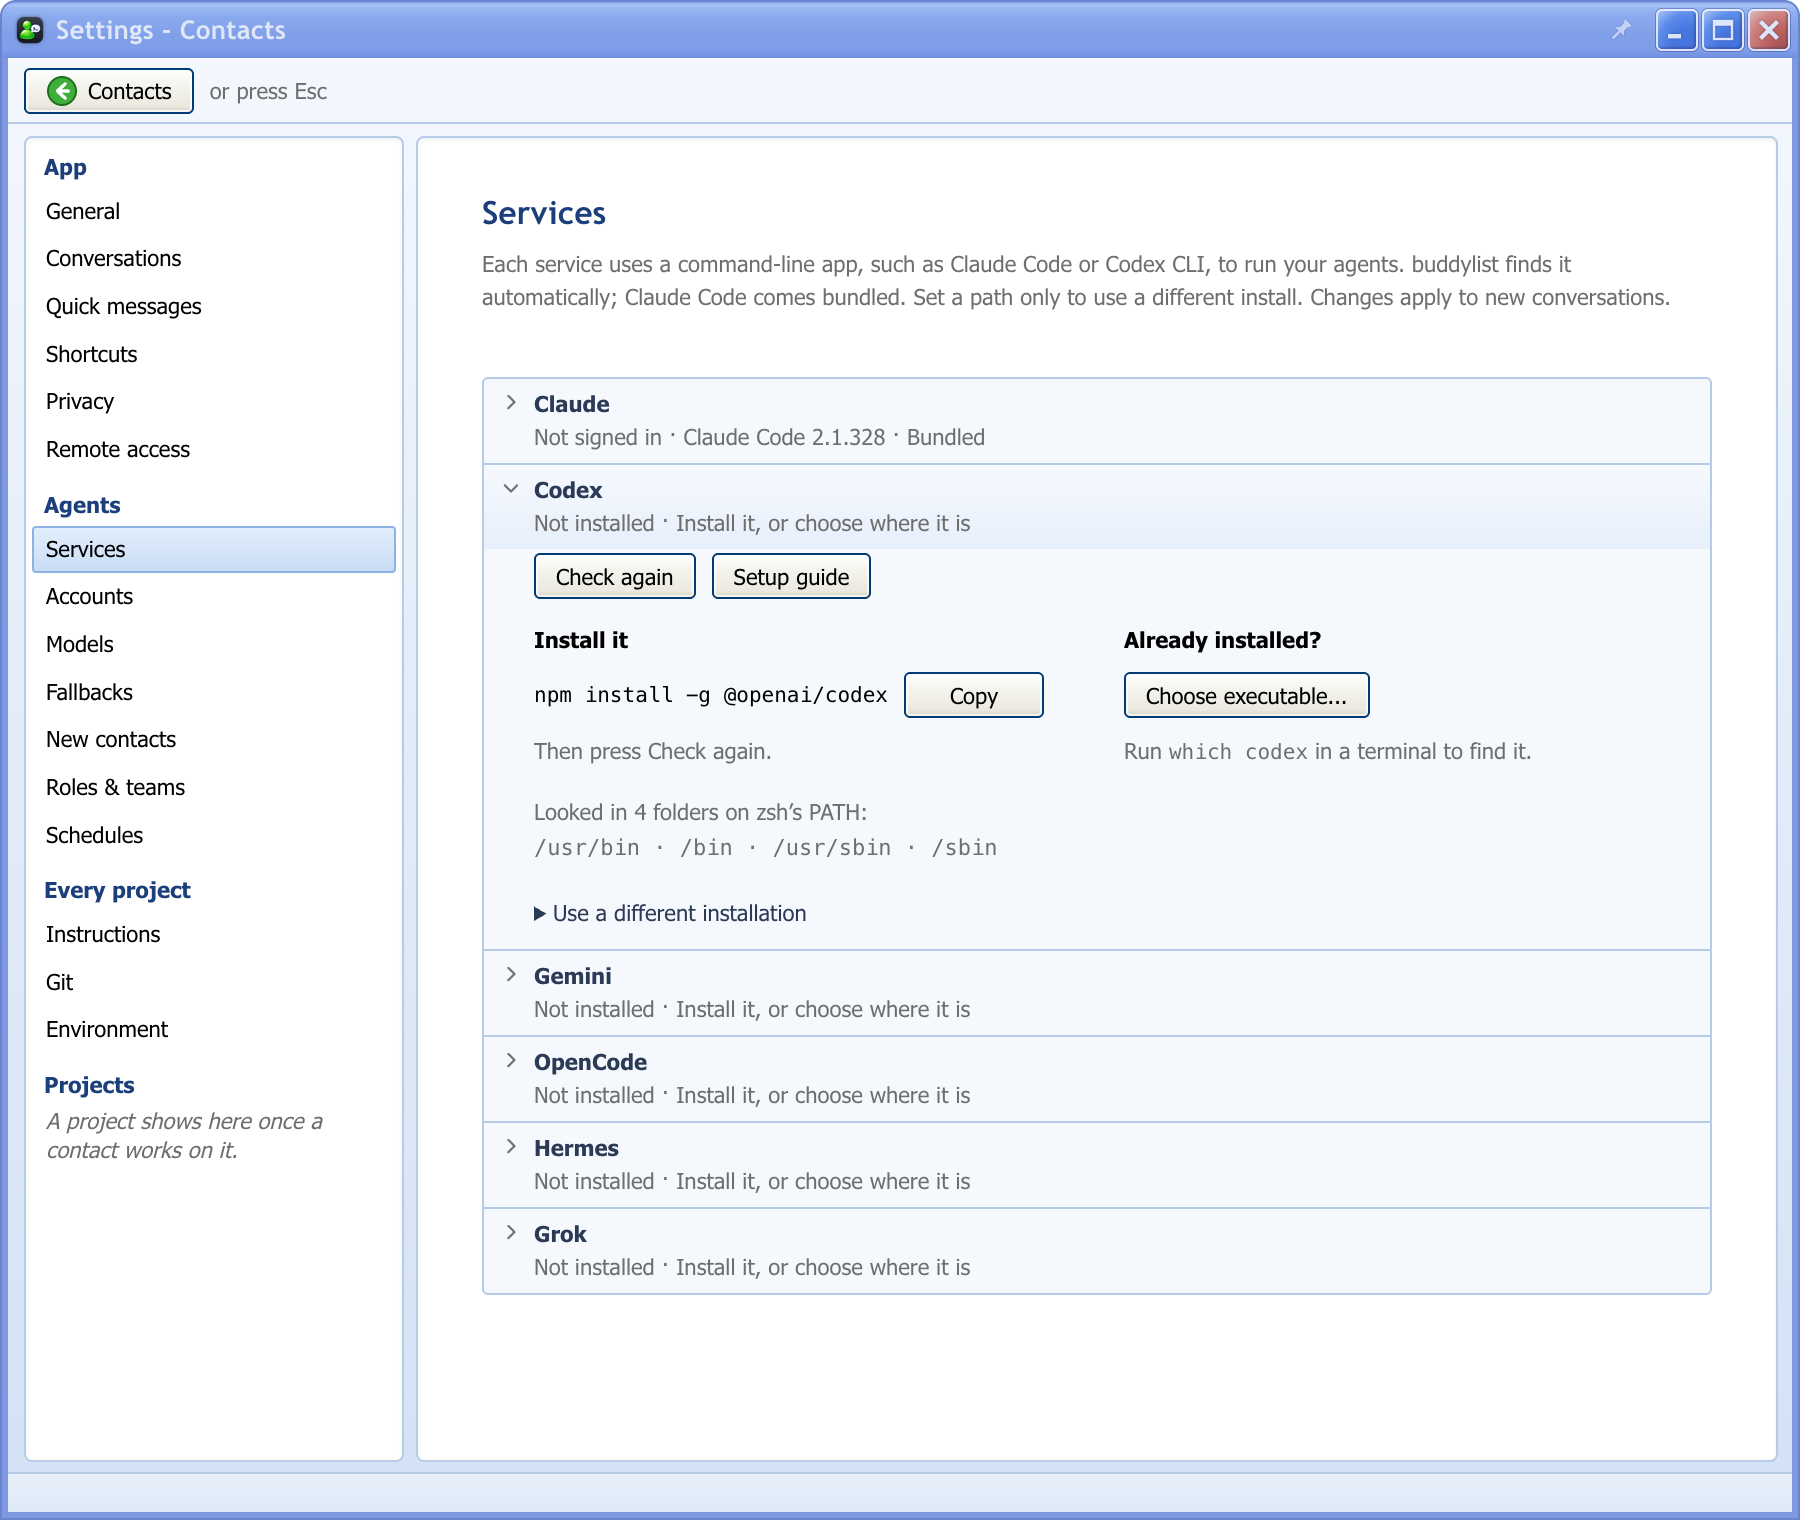 Settings - Contacts
Contacts
or press Esc
App
General
Conversations
Quick messages
Shortcuts
Privacy
Remote access
Agents
Services
Accounts
Models
Fallbacks
New contacts
Roles & teams
Schedules
Every project
Instructions
Git
Environment
Projects
A project shows here once a
contact works on it.
Services
Each service uses a command-line app, such as Claude Code or Codex CLI, to run your agents. buddylist finds it
automatically; Claude Code comes bundled. Set a path only to use a different install. Changes apply to new conversations.
Claude
Not signed in · Claude Code 2.1.328 · Bundled
Codex
Not installed · Install it, or choose where it is
Check again
Setup guide
Install it
npm install -g @openai/codex
Copy
Then press Check again.
Already installed?
Choose executable...
Run which codex in a terminal to find it.
Looked in 4 folders on zsh’s PATH:
/usr/bin · /bin · /usr/sbin · /sbin
Use a different installation
Gemini
Not installed · Install it, or choose where it is
OpenCode
Not installed · Install it, or choose where it is
Hermes
Not installed · Install it, or choose where it is
Grok
Not installed · Install it, or choose where it is